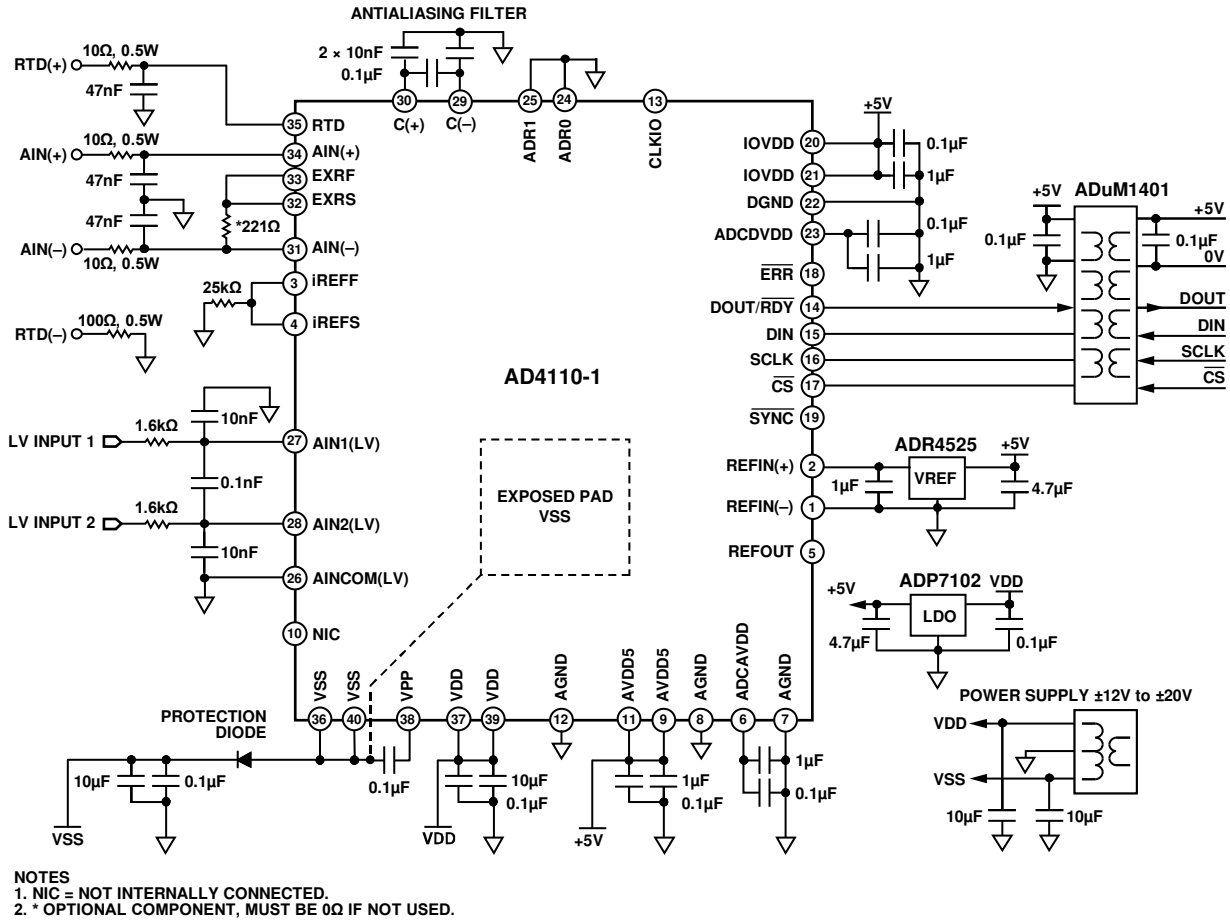 ANTIALIASING FILTER
10Ω, 0.5W
RTD(+)
47nF
2 × 10nF
0.1µF
30
29
25
24
13
C(+)
C(–)
ADR1
ADR0
CLKIO
35 RTD
10Ω, 0.5W
AIN(+)
34 AIN(+)
47nF
33 EXRF
32 EXRS
47nF
*221Ω
AIN(–)
31 AIN(–)
10Ω, 0.5W
3 iREFF
25kΩ
4 iREFS
100Ω, 0.5W
RTD(–)
10nF
LV INPUT 1
1.6kΩ
27 AIN1(LV)
0.1nF
LV INPUT 2
1.6kΩ
28 AIN2(LV)
10nF
26 AINCOM(LV)
10 NIC
AD4110-1
EXPOSED PAD
VSS
+5V
IOVDD 20
0.1µF
IOVDD 21
1µF
DGND 22
ADCDVDD 23
0.1µF
1µF
ERR 18
DOUT/RDY 14
DIN 15
SCLK 16
CS 17
SYNC 19
ADuM1401
+5V
+5V
0.1µF
0.1µF
0V
DOUT
DIN
SCLK
CS
REFIN(+) 2
ADR4525
+5V
1µF
VREF
4.7µF
REFIN(–) 1
REFOUT 5
ADP7102
+5V
VDD
LDO
4.7µF
0.1µF
VSS
VSS
VPP
VDD
VDD
AGND
AVDD5
AVDD5
AGND
ADCAVDD
AGND
36
40
38
37
39
12
11
9
8
6
7
PROTECTION
DIODE
10µF
0.1µF
0.1µF
10µF
0.1µF
1µF
0.1µF
1µF
0.1µF
VSS
VDD
+5V
POWER SUPPLY ±12V to ±20V
VDD
VSS
10µF
10µF
NOTES
1. NIC = NOT INTERNALLY CONNECTED.
2. * OPTIONAL COMPONENT, MUST BE 0Ω IF NOT USED.